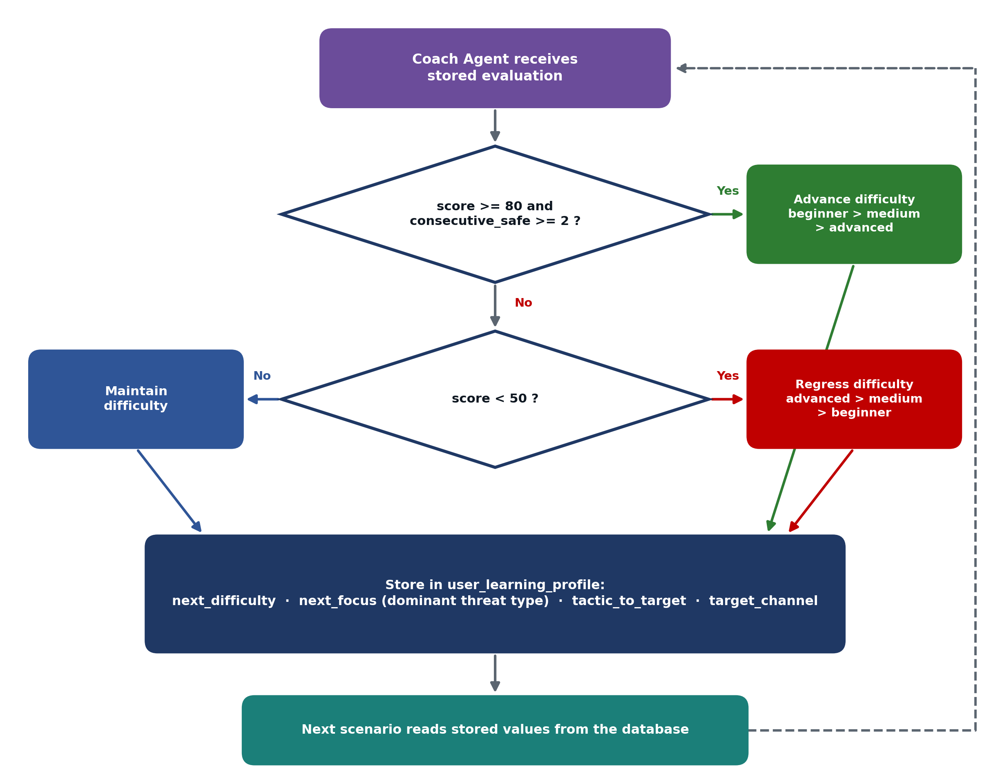 Coach Agent receives
stored evaluation
score >= 80 and
consecutive_safe >= 2 ?
Yes
Advance difficulty
beginner > medium
> advanced
No
Maintain
difficulty
No
score < 50 ?
Yes
Regress difficulty
advanced > medium
> beginner
Store in user_learning_profile:
next_difficulty · next_focus (dominant threat type) · tactic_to_target · target_channel
Next scenario reads stored values from the database